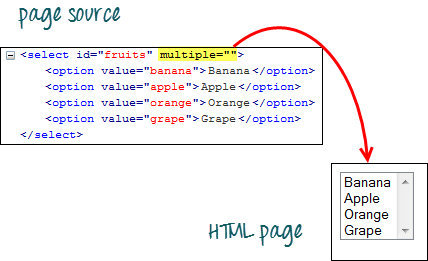 page source
<select id="fruits" multiple="">
<option value="banana">Banana</option>
<option value="apple">Apple</option>
<option value="orange">Orange</option>
<option value="grape">Grape</option>
</select>
Banana
Apple
Orange
Grape
HTML page